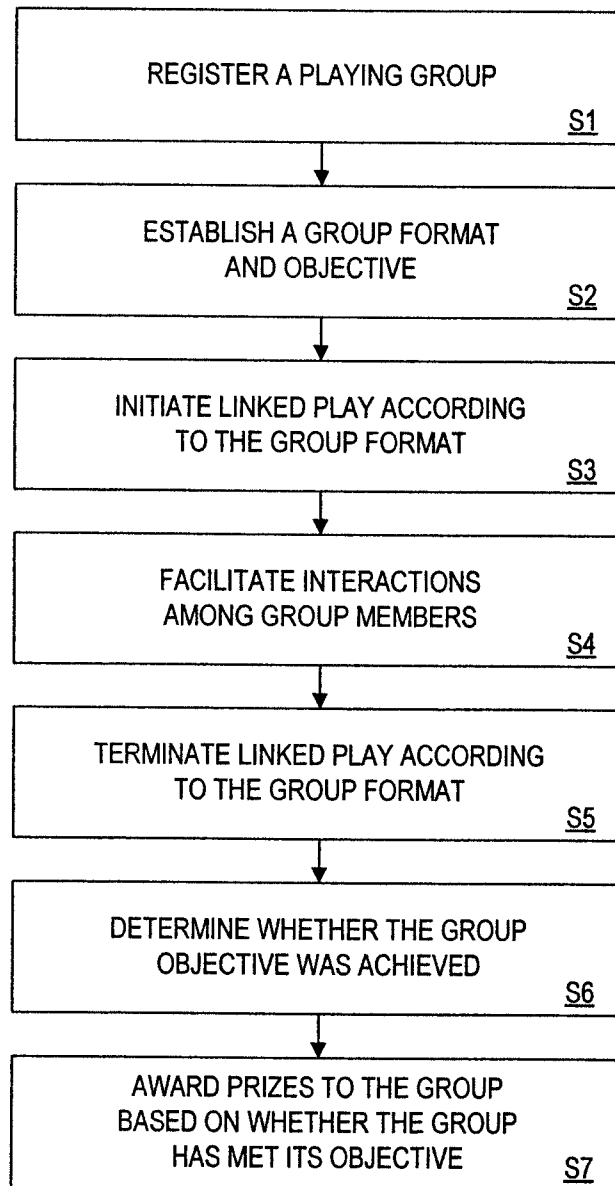 REGISTER A PLAYING GROUP
S1
ESTABLISH A GROUP FORMAT
AND OBJECTIVE
S2
INITIATE LINKED PLAY ACCORDING
TO THE GROUP FORMAT
S3
FACILITATE INTERACTIONS
AMONG GROUP MEMBERS
S4
TERMINATE LINKED PLAY ACCORDING
TO THE GROUP FORMAT
S5
DETERMINE WHETHER THE GROUP
OBJECTIVE WAS ACHIEVED
S6
AWARD PRIZES TO THE GROUP
BASED ON WHETHER THE GROUP
HAS MET ITS OBJECTIVE
S7